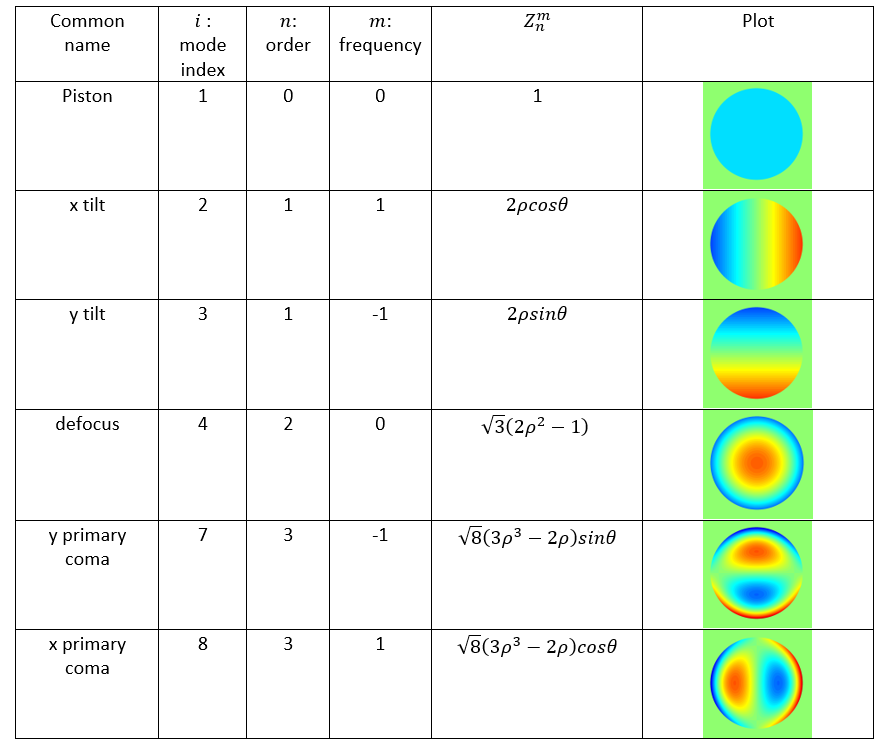 Common name	i : mode index	n: order	m: frequency	Zₙᵐ	Plot
Piston	1	0	0	1
x tilt	2	1	1	2ρcosθ
y tilt	3	1	-1	2ρsinθ
defocus	4	2	0	√3(2ρ² − 1)
y primary coma	7	3	-1	√8(3ρ³ − 2ρ)sinθ
x primary coma	8	3	1	√8(3ρ³ − 2ρ)cosθ